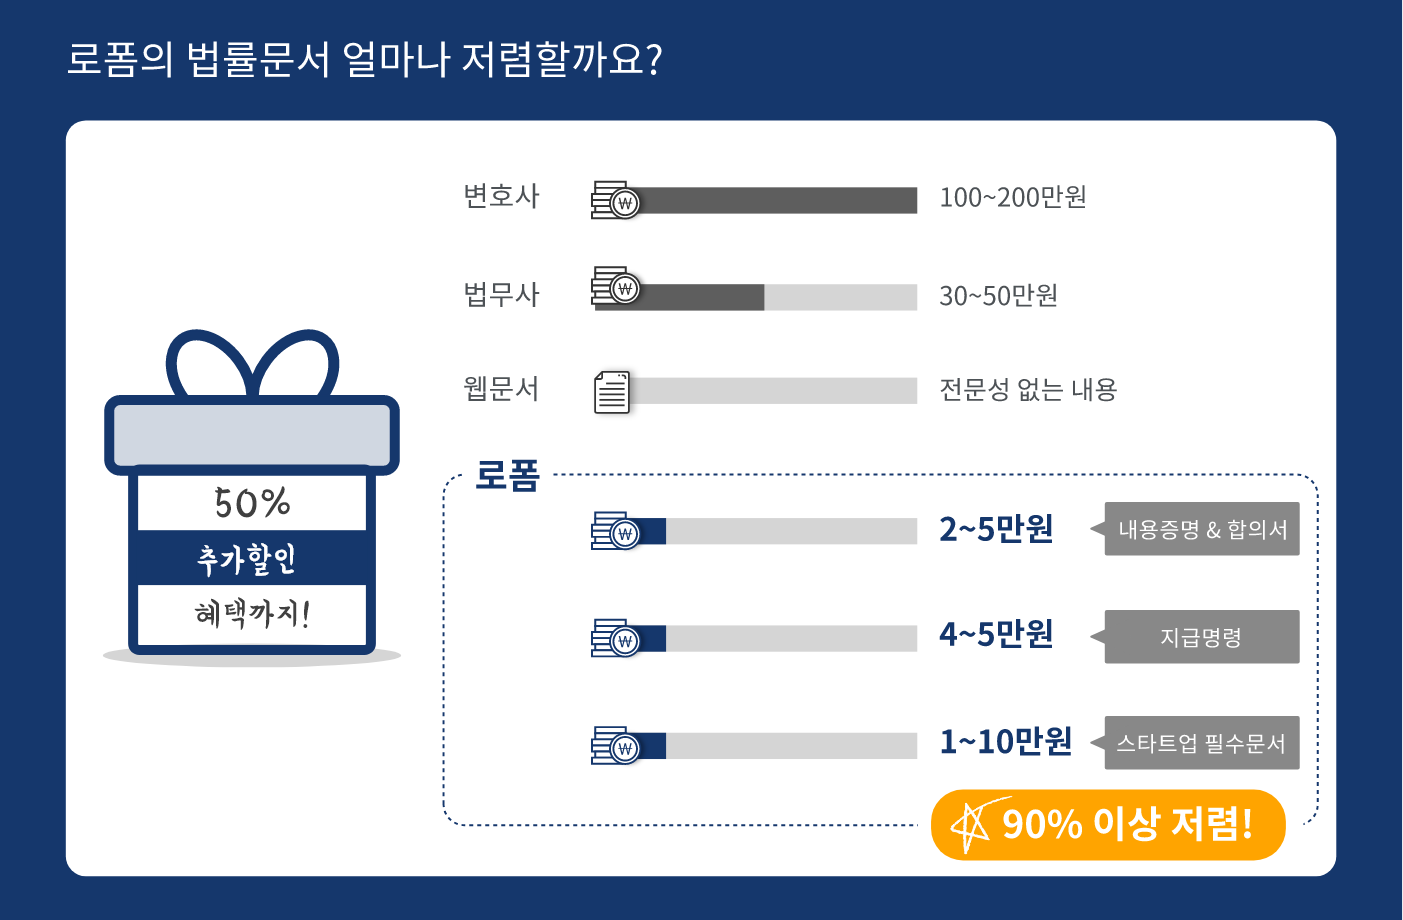 로폼의 법률문서 얼마나 저렴할까요?
변호사 100~200만원
법무사 30~50만원
웹문서 전문성 없는 내용
로폼
2~5만원 내용증명 & 합의서
4~5만원 지급명령
1~10만원 스타트업 필수문서
90% 이상 저렴!
50%
추가할인
혜택까지!